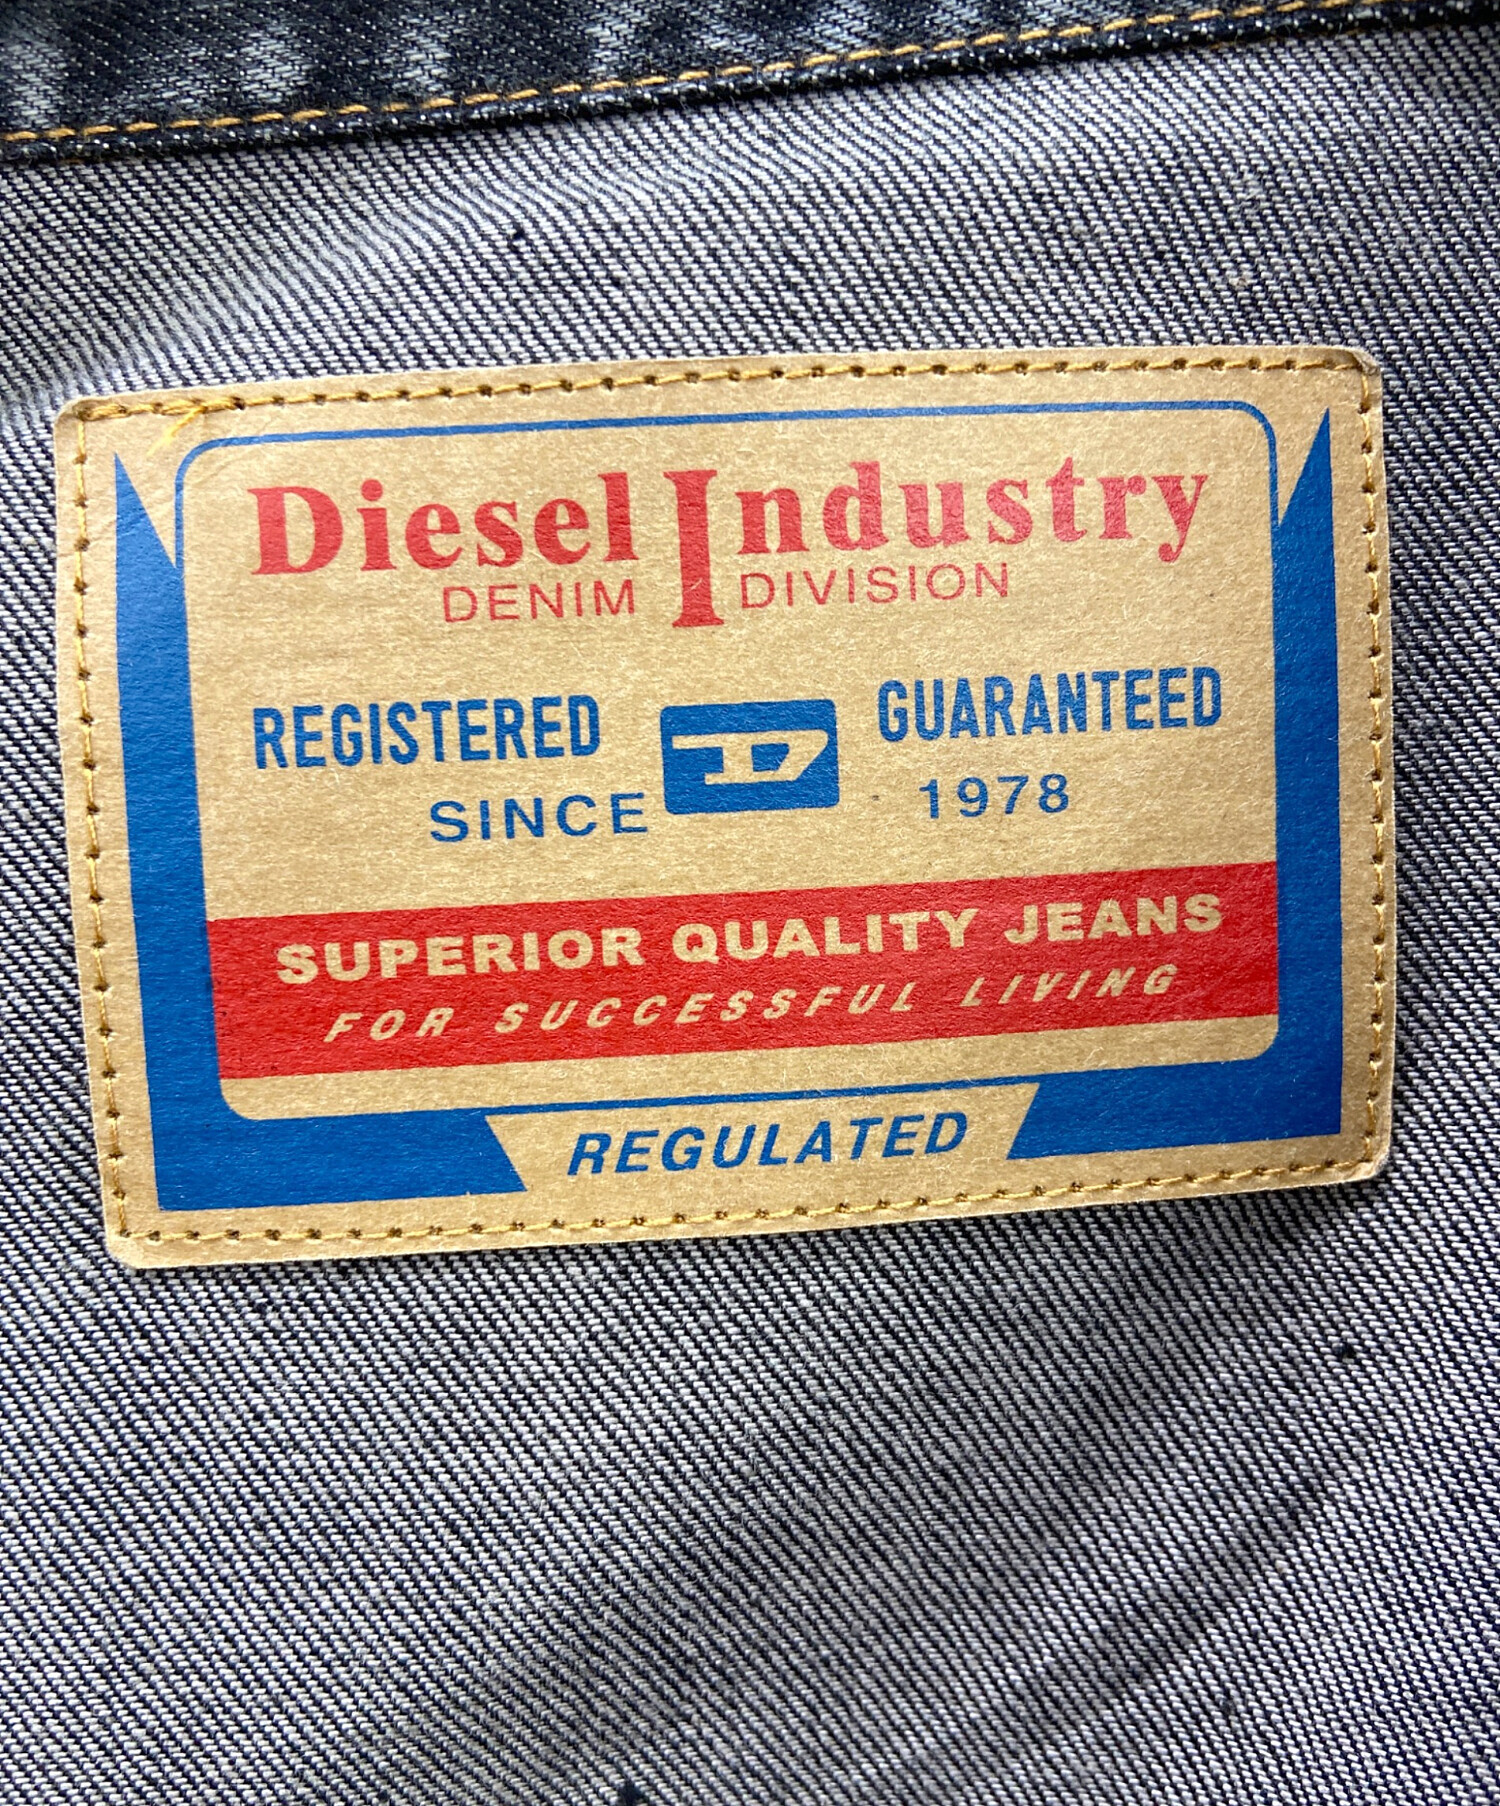 Diesel Industry
DENIM DIVISION
REGISTERED D GUARANTEED
SINCE 1978
SUPERIOR QUALITY JEANS
FOR SUCCESSFUL LIVING
REGULATED